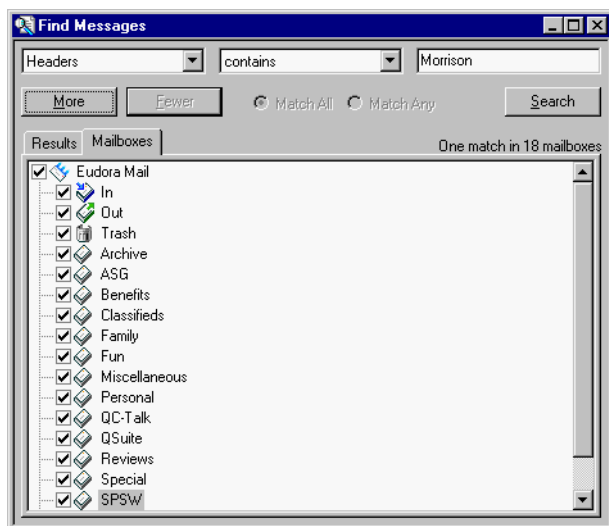 Find Messages
Headers contains Morrison
More Fewer Match All Match Any Search
Results Mailboxes One match in 18 mailboxes
Eudora Mail
In
Out
Trash
Archive
ASG
Benefits
Classifieds
Family
Fun
Miscellaneous
Personal
QC-Talk
QSuite
Reviews
Special
SPSW